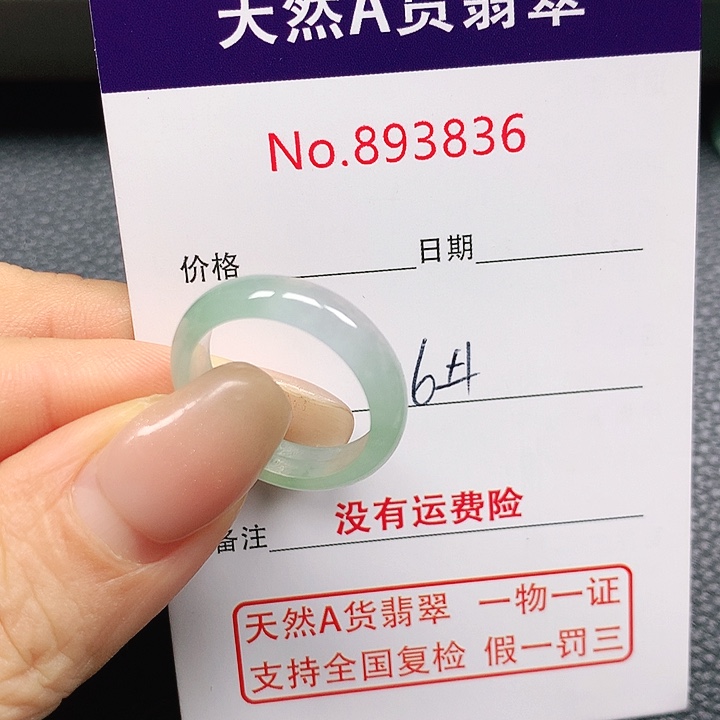 天然A货翡翠
No.893836
价格 日期
备注 没有运费险
天然A货翡翠 一物一证
支持全国复检 假一罚三